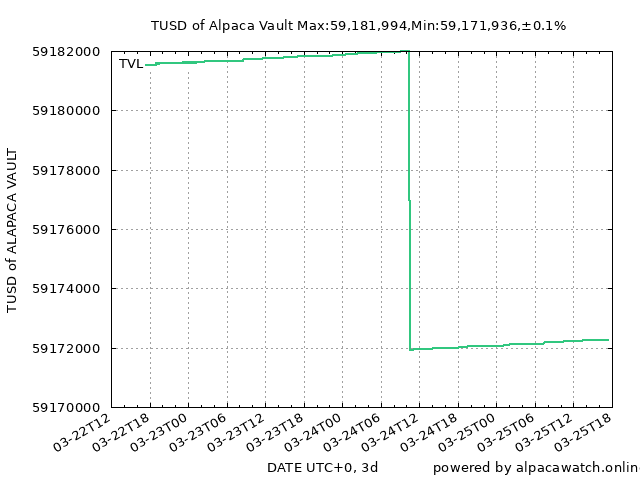 TUSD of Alpaca Vault Max:59,181,994,Min:59,171,936,±0.1%
59182000
TVL
59180000
59178000
59176000
59174000
59172000
59170000
TUSD of ALAPACA VAULT
03-22T12
03-22T18
03-23T00
03-23T06
03-23T12
03-23T18
03-24T00
03-24T06
03-24T12
03-24T18
03-25T00
03-25T06
03-25T12
03-25T18
DATE UTC+0, 3d
powered by alpacawatch.onlin